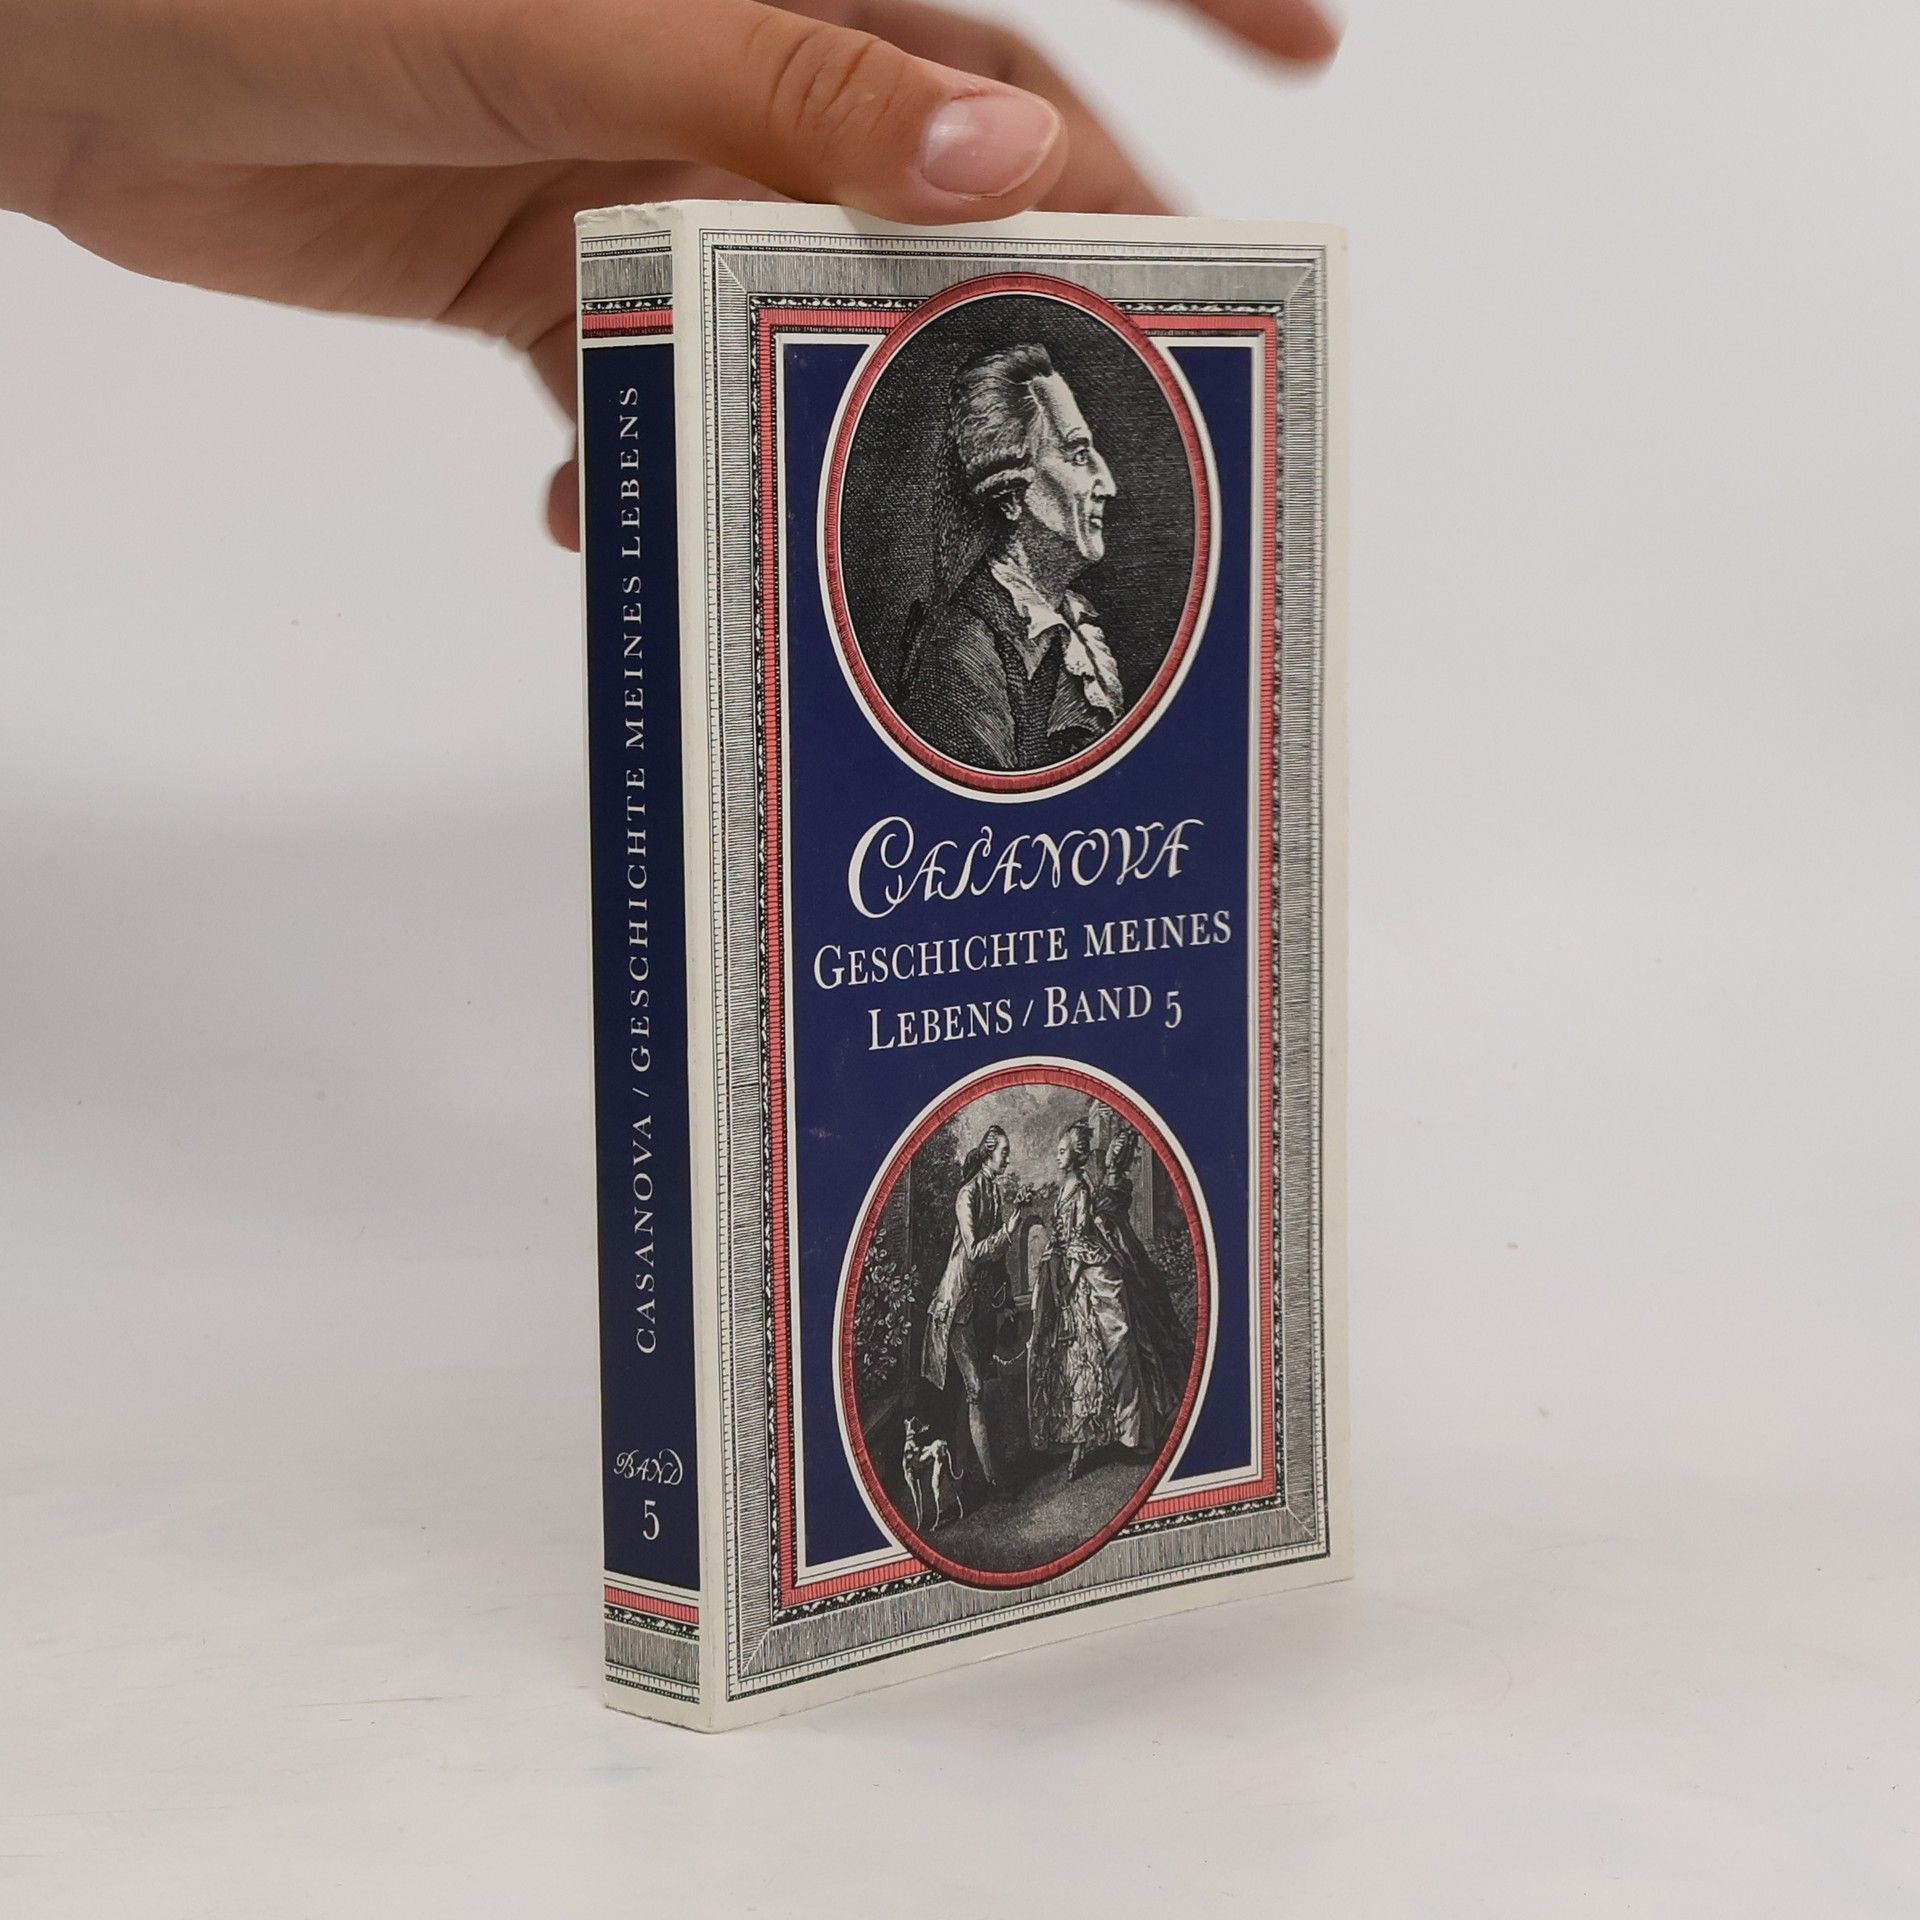 CASANOVA / GESCHICHTE MEINES LEBENS
BAND
5
CASANOVA
GESCHICHTE MEINES
LEBENS / BAND 5